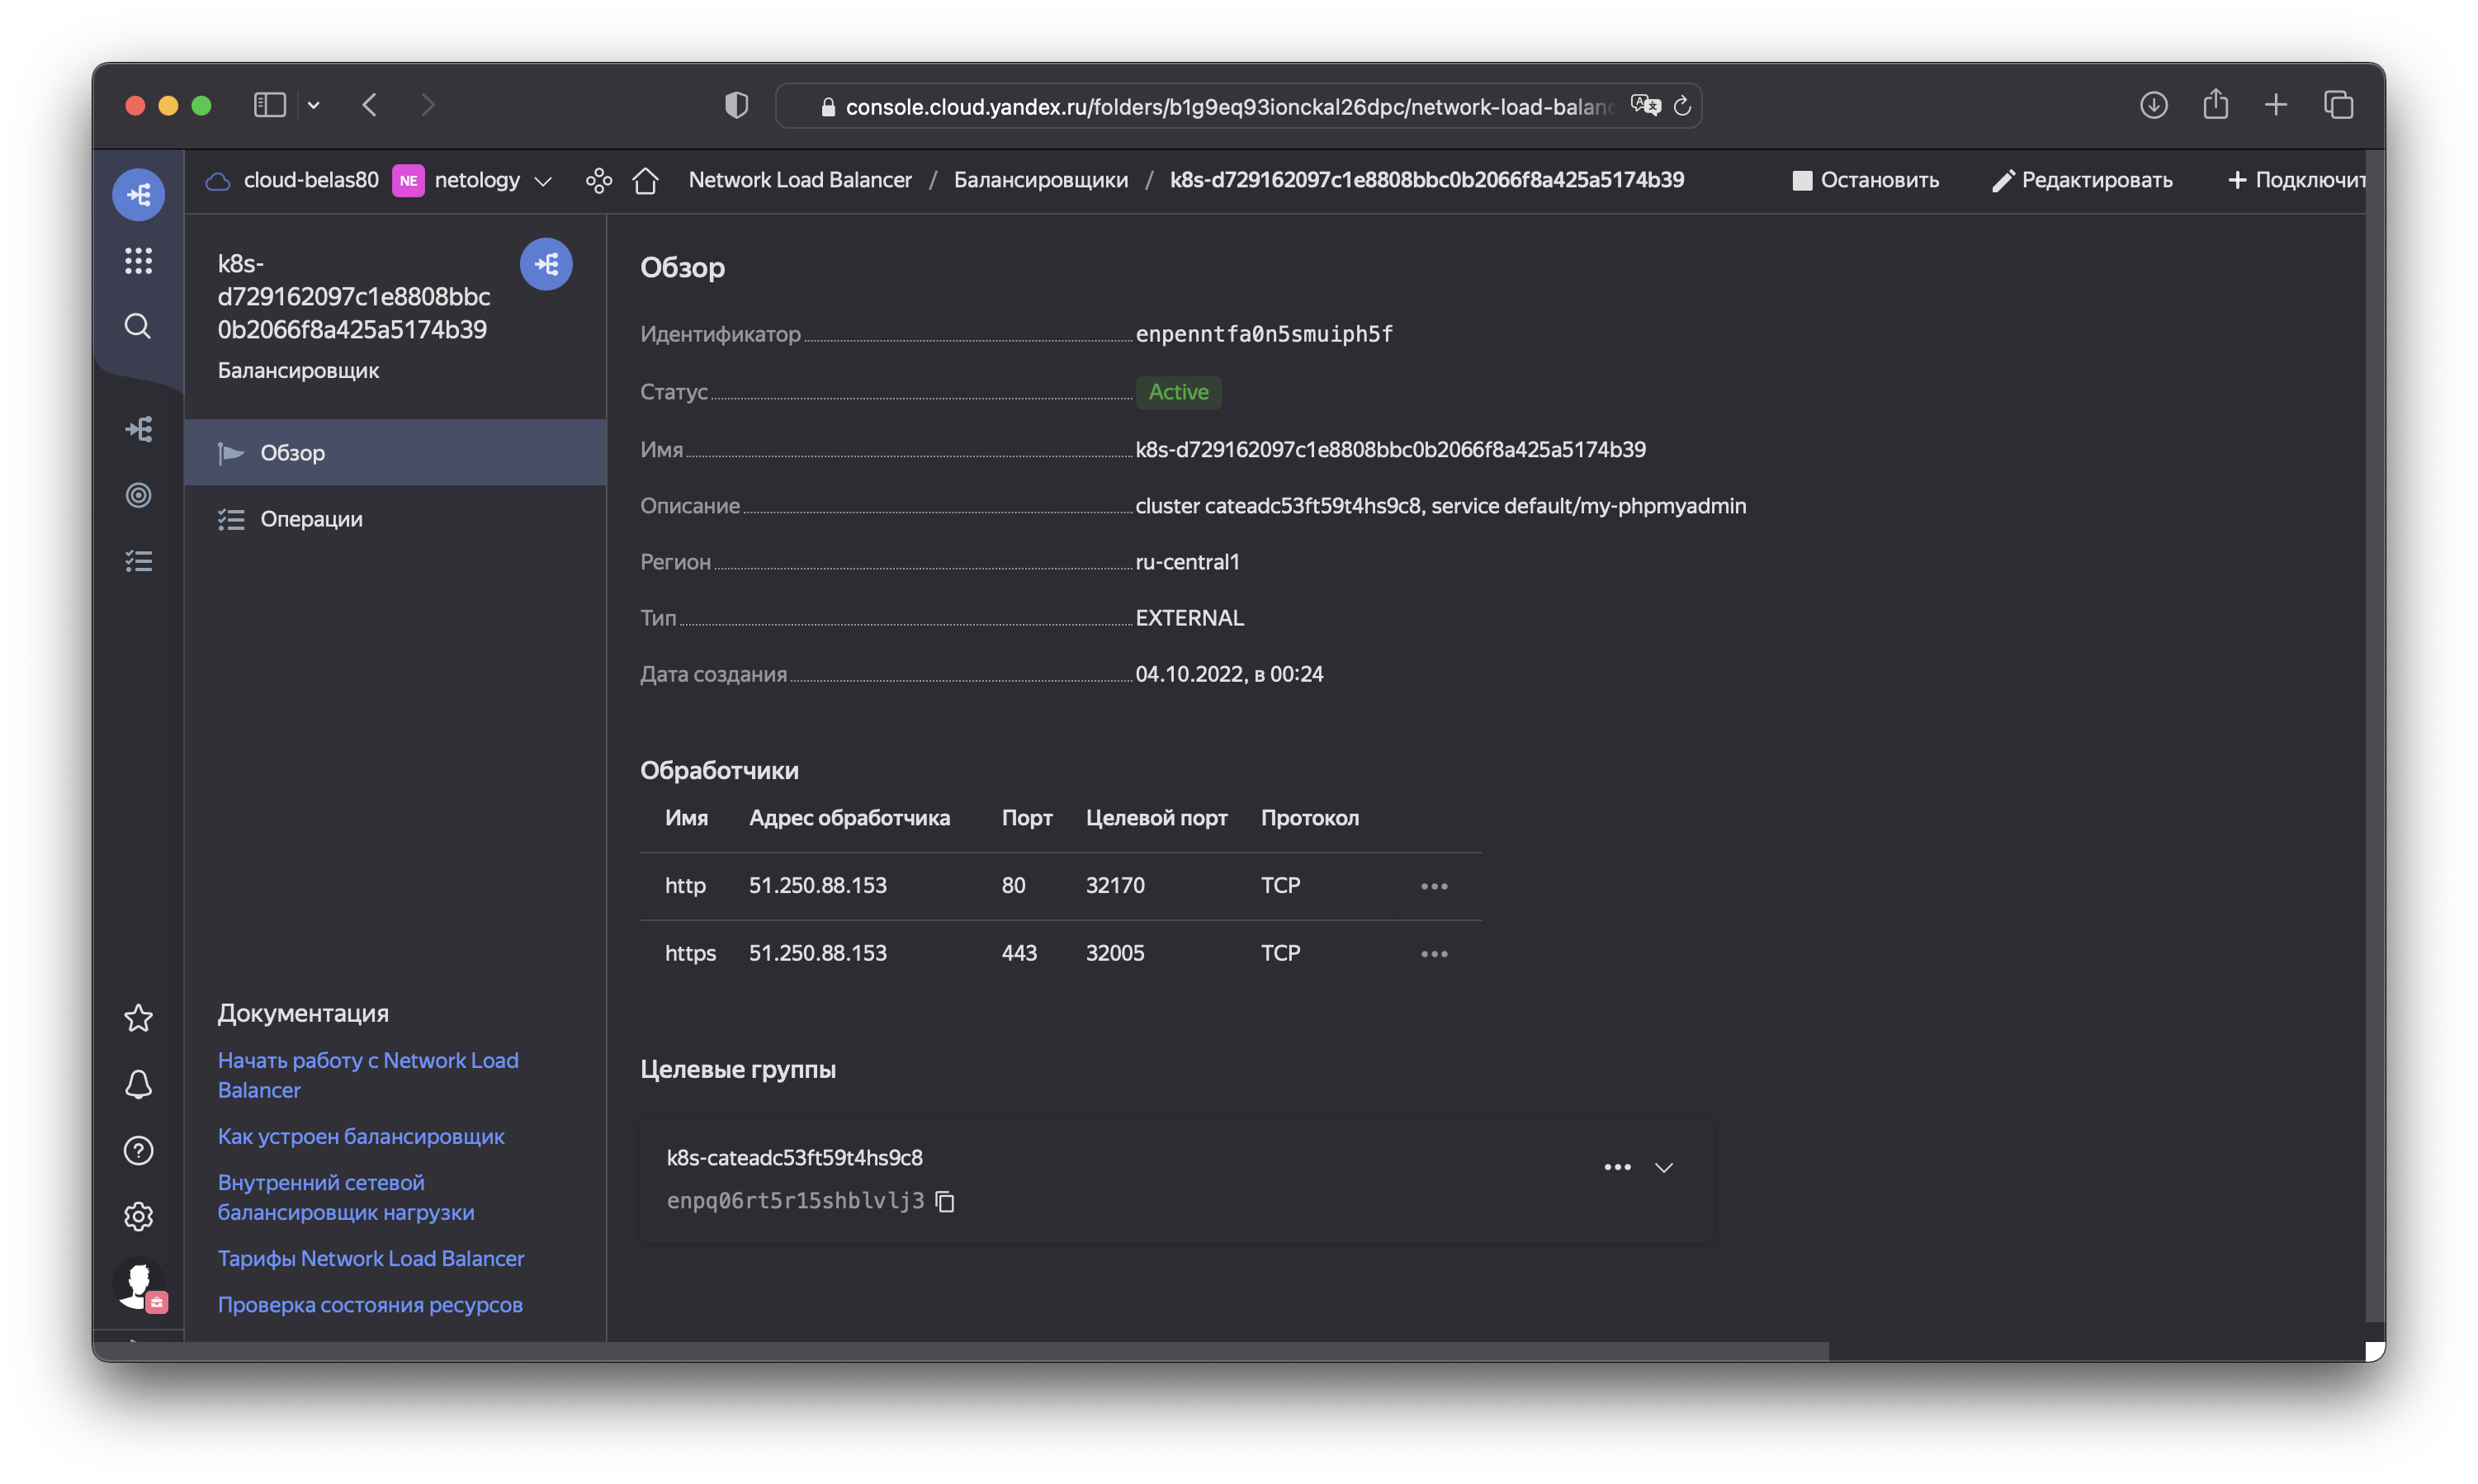 console.cloud.yandex.ru/folders/b1g9eq93ionckal26dpc/network-load-balanc
cloud-belas80 NE netology Network Load Balancer / Балансировщики / k8s-d729162097c1e8808bbc0b2066f8a425a5174b39 Остановить Редактировать + Подключит
k8s-
d729162097c1e8808bbc
0b2066f8a425a5174b39
Балансировщик
Обзор
Операции
Документация
Начать работу с Network Load
Balancer
Как устроен балансировщик
Внутренний сетевой
балансировщик нагрузки
Тарифы Network Load Balancer
Проверка состояния ресурсов
Обзор
Идентификатор enpenntfa0n5smuiph5f
Статус Active
Имя k8s-d729162097c1e8808bbc0b2066f8a425a5174b39
Описание cluster cateadc53ft59t4hs9c8, service default/my-phpmyadmin
Регион ru-central1
Тип EXTERNAL
Дата создания 04.10.2022, в 00:24
Обработчики
Имя Адрес обработчика Порт Целевой порт Протокол
http 51.250.88.153 80 32170 TCP
https 51.250.88.153 443 32005 TCP
Целевые группы
k8s-cateadc53ft59t4hs9c8
enpq06rt5r15shblvlj3